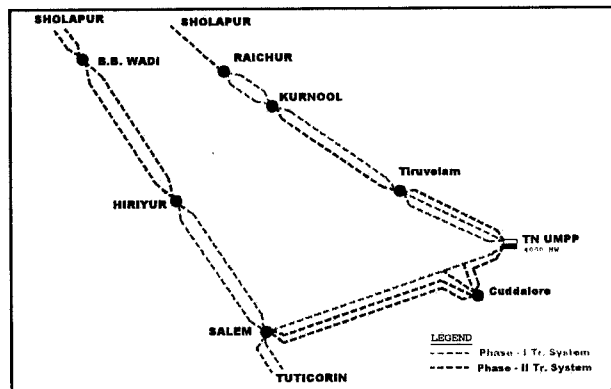 SHOLAPUR
SHOLAPUR
B.B. WADI
RAICHUR
KURNOOL
Tiruvelam
HIRIYUR
TN UMPP
4000 MW
Cuddalore
SALEM
LEGEND
Phase - I Tr. System
Phase - II Tr. System
TUTICORIN